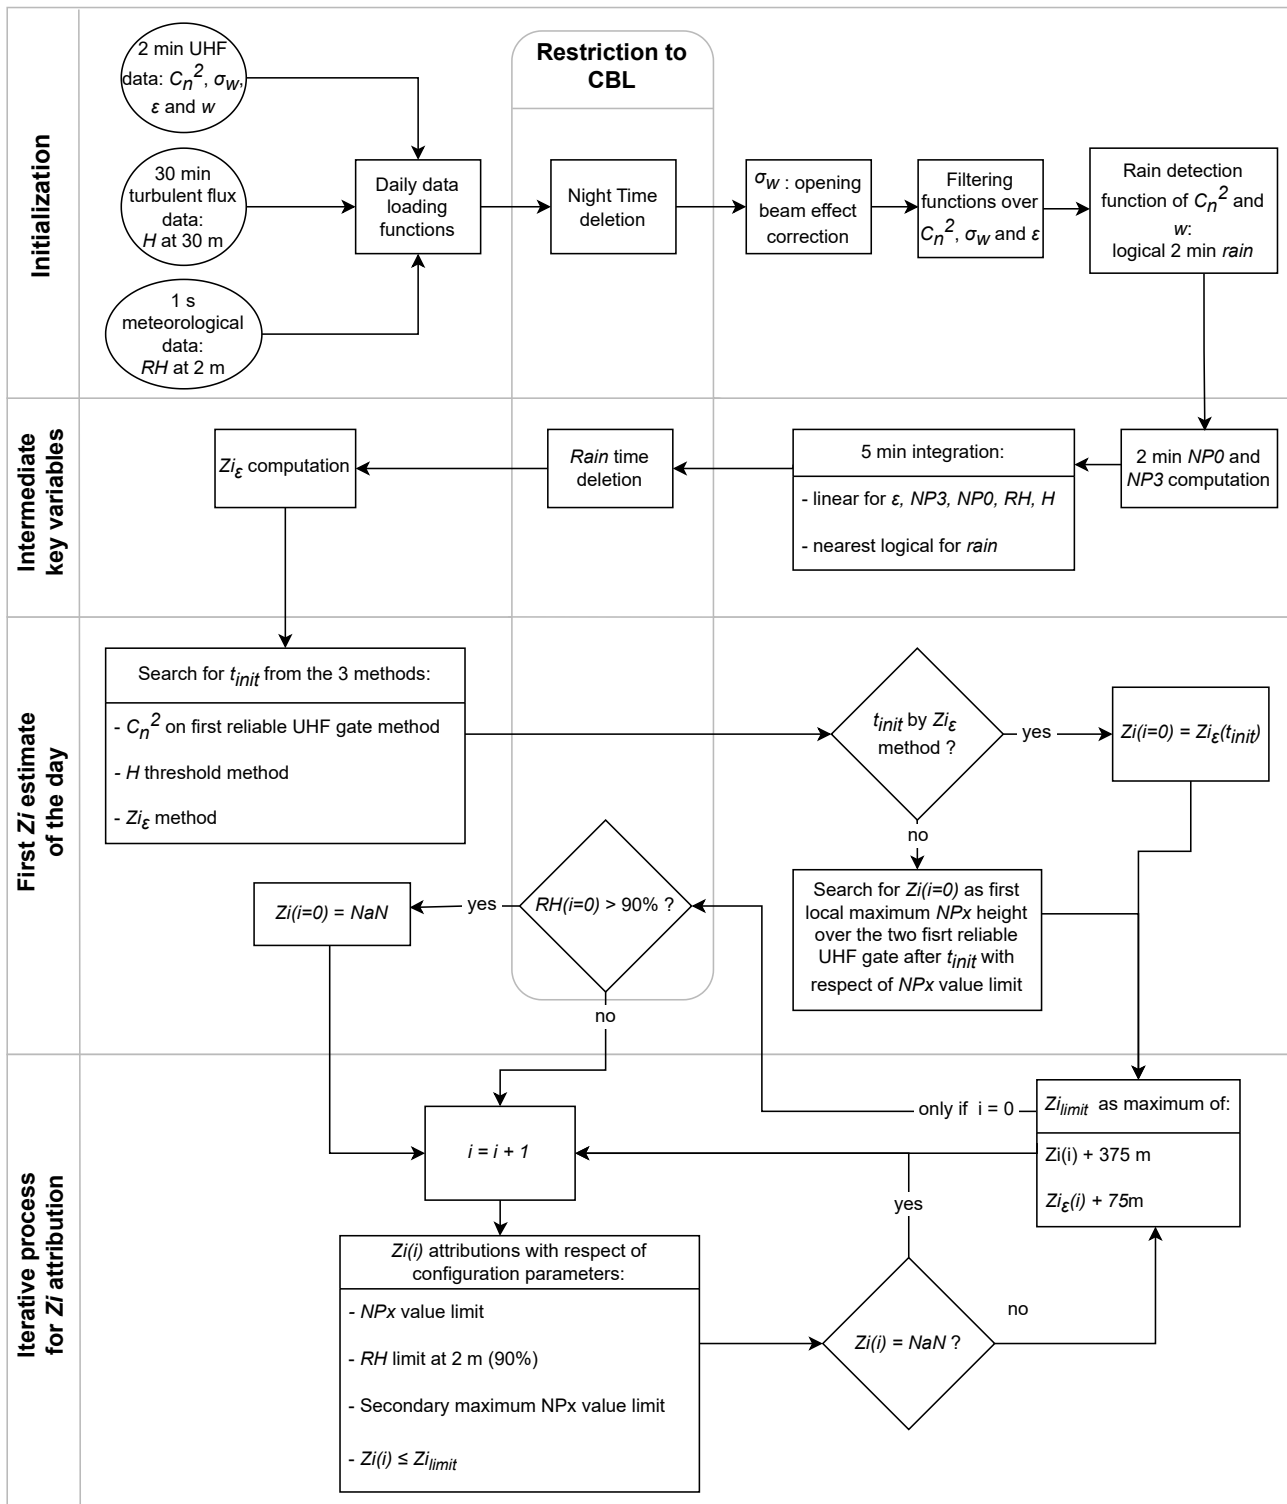 Initialization
2 min UHF
data: Cn², σw,
ε and w
30 min
turbulent flux
data:
H at 30 m
1 s
meteorological
data:
RH at 2 m
Daily data
loading
functions
Restriction to
CBL
Night Time
deletion
σw : opening
beam effect
correction
Filtering
functions over
Cn², σw and ε
Rain detection
function of Cn² and
w:
logical 2 min rain
Intermediate
key variables
Ziε computation
Rain time
deletion
5 min integration:
- linear for ε, NP3, NP0, RH, H
- nearest logical for rain
2 min NP0 and
NP3 computation
First Zi estimate
of the day
Search for tinit from the 3 methods:
- Cn² on first reliable UHF gate method
- H threshold method
- Ziε method
tinit by Ziε
method ?
yes
Zi(i=0) = Ziε(tinit)
no
Search for Zi(i=0) as first
local maximum NPx height
over the two fisrt reliable
UHF gate after tinit with
respect of NPx value limit
RH(i=0) > 90% ?
yes
Zi(i=0) = NaN
no
Iterative process
for Zi attribution
only if i = 0
Zilimit as maximum of:
Zi(i) + 375 m
Ziε(i) + 75m
i = i + 1
yes
Zi(i) attributions with respect of
configuration parameters:
- NPx value limit
- RH limit at 2 m (90%)
- Secondary maximum NPx value limit
- Zi(i) ≤ Zilimit
Zi(i) = NaN ?
no